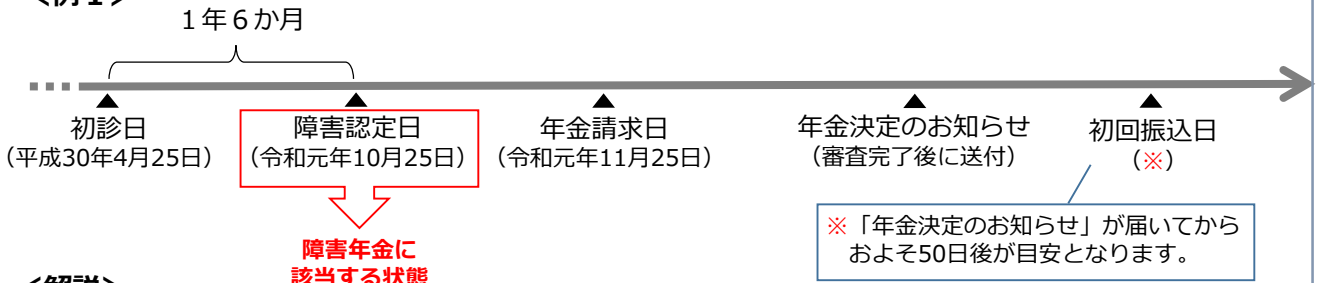 <例１>
１年６か月
初診日
（平成30年4月25日）
障害認定日
（令和元年10月25日）
年金請求日
（令和元年11月25日）
年金決定のお知らせ
（審査完了後に送付）
初回振込日
（※）
障害年金に
該当する状態
※「年金決定のお知らせ」が届いてから
およそ50日後が目安となります。
<解説>